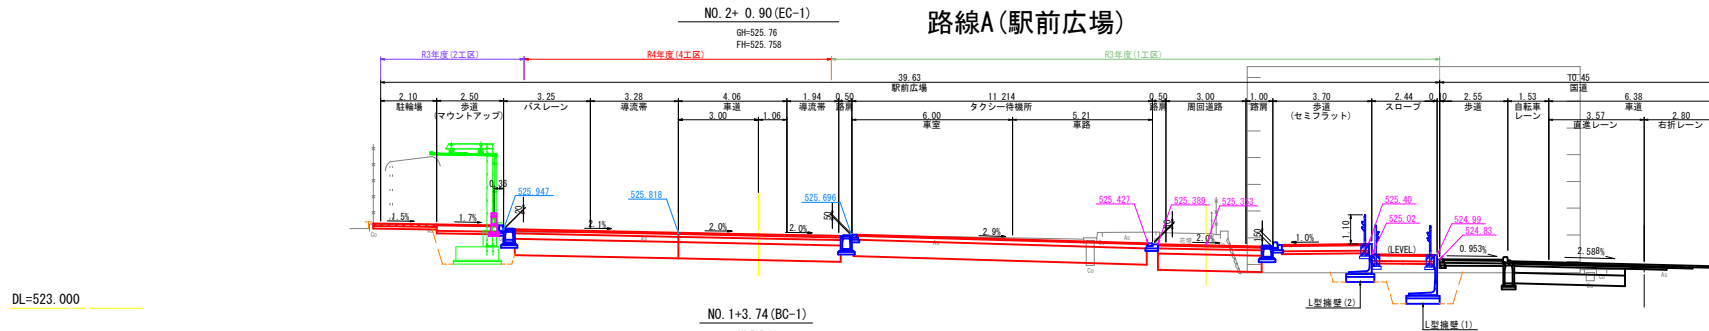 NO.2+ 0.90(EC-1)
路線A(駅前広場)
GH=525.76
FH=525.758
R3年度(2工区)
R4年度(4工区)
R3年度(1工区)
39.63
駅前広場
10.45
国道
2.10
駐輪場
2.50
歩道
(マウントアップ)
3.25
バスレーン
3.28
導流帯
4.06
車道
1.94
導流帯
0.50
路肩
11.214
タクシー待機所
0.50
路肩
3.00
周回道路
1.00
路肩
3.70
歩道
(セミフラット)
2.44
スロープ
0.10
2.55
歩道
1.53
自転車
レーン
6.38
車道
3.00
1.06
6.00
車室
5.21
車路
3.57
直進レーン
2.80
右折レーン
0.35
525.947
525.818
525.696
525.427
525.389
525.40
525.02
524.99
524.83
1.10
1.5%
1.7%
20
2.1%
2.0%
2.0%
50
2.9%
2.0%
150
1.0%
(LEVEL)
0.953%
2.588%
Co
As
As
As
Co
As
DL=523.000
NO.1+3.74(BC-1)
L型擁壁(2)
L型擁壁(1)